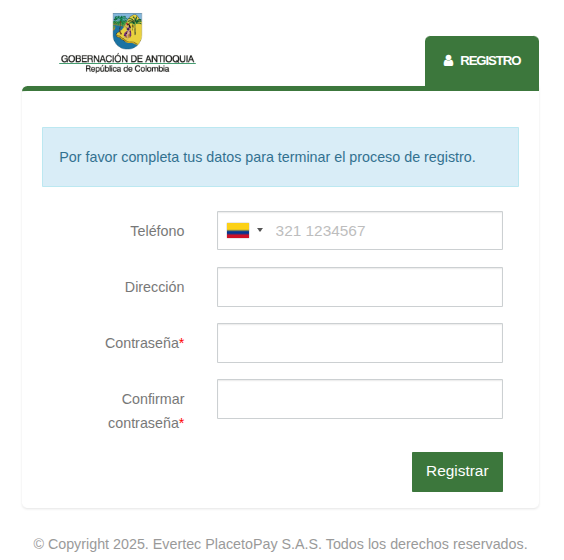 GOBERNACIÓN DE ANTIOQUIA
República de Colombia
REGISTRO
Por favor completa tus datos para terminar el proceso de registro.
Teléfono
321 1234567
Dirección
Contraseña*
Confirmar
contraseña*
Registrar
© Copyright 2025. Evertec PlacetoPay S.A.S. Todos los derechos reservados.